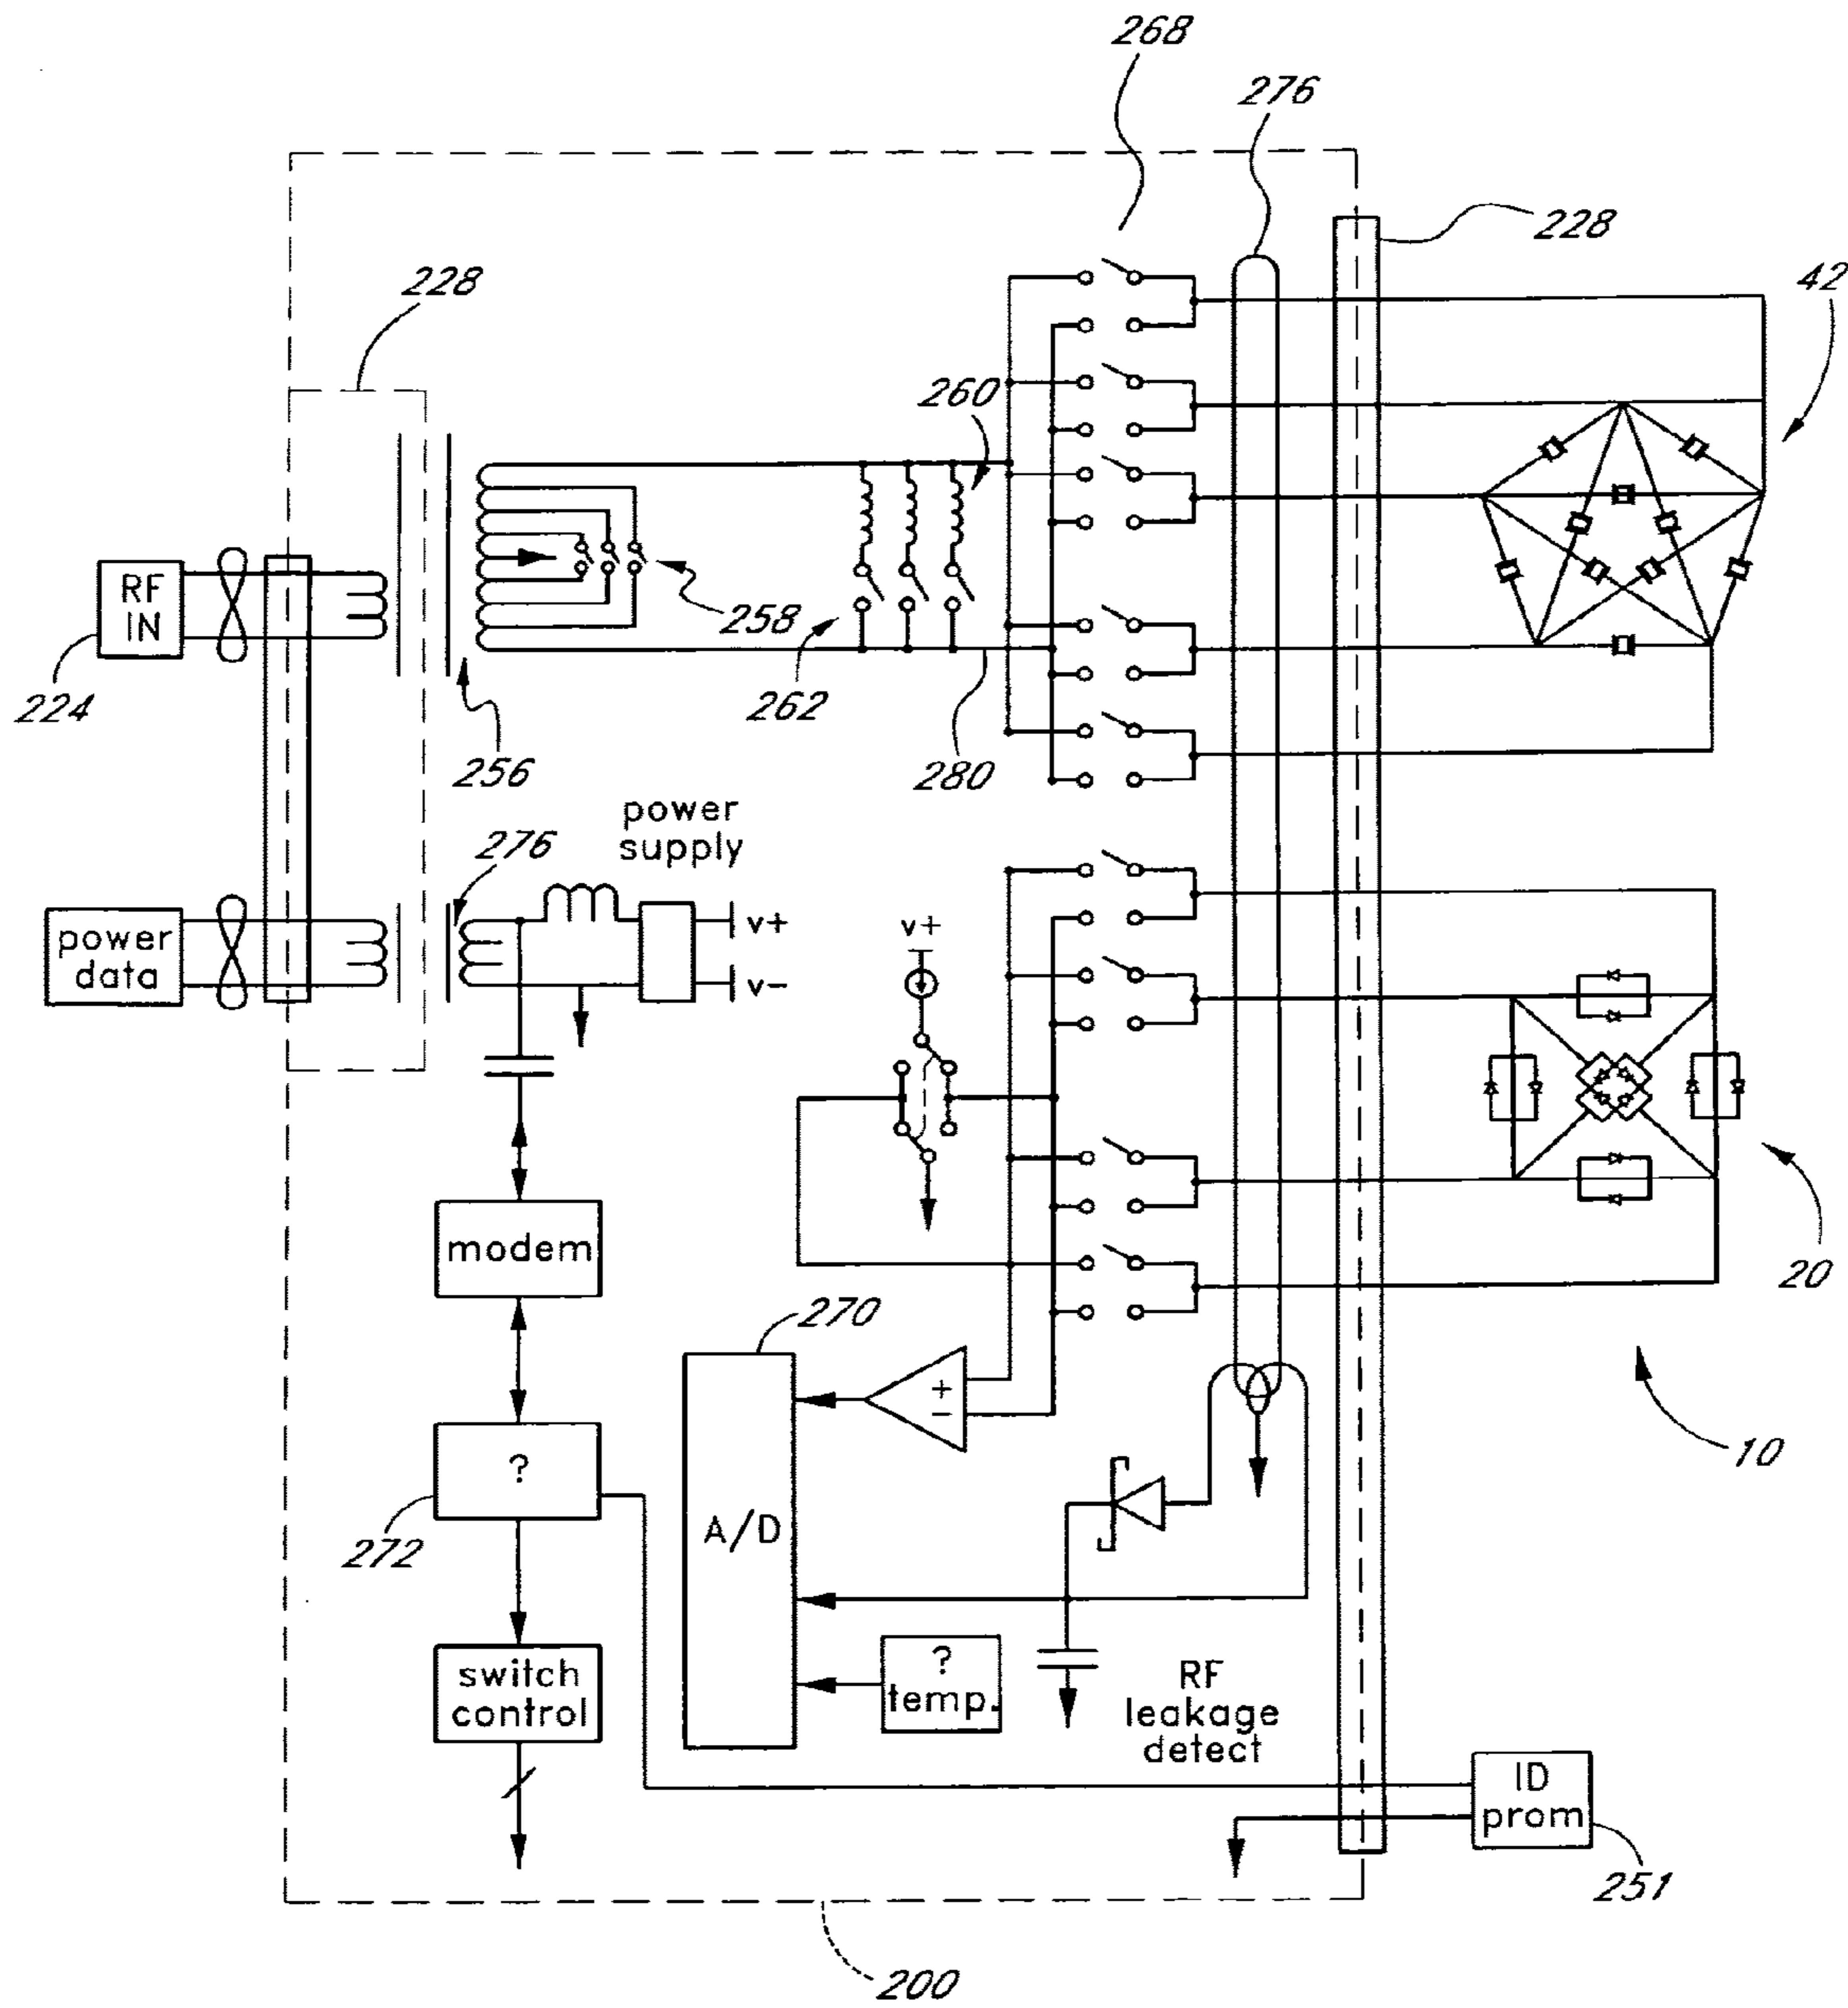 268
276
228
42
228
260
RF
IN
258
224
262
256
280
power
supply
276
v+
v+
power
data
v-
modem
20
270
+
-
10
?
A/D
272
?
temp.
switch
control
RF
leakage
detect
ID
prom
251
200